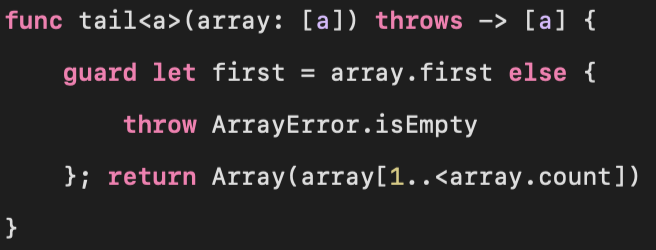 func tail<a>(array: [a]) throws -> [a] {
guard let first = array.first else {
throw ArrayError.isEmpty
}; return Array(array[1..<array.count])
}